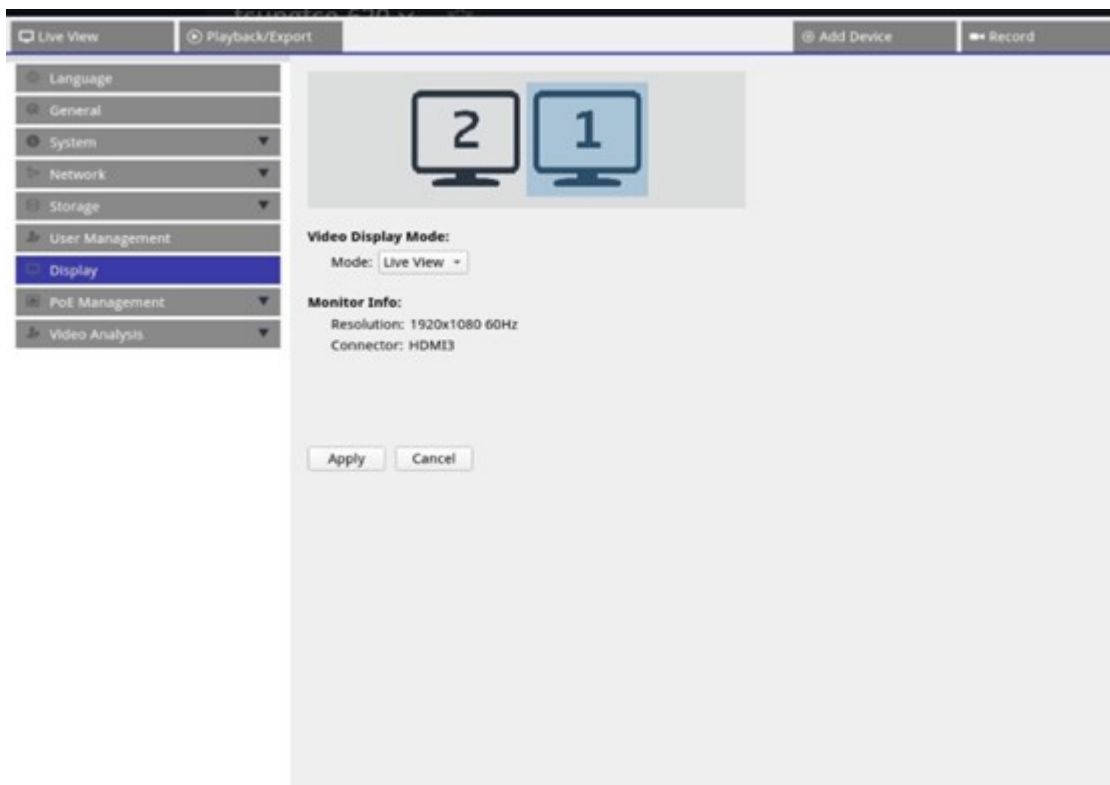 Live View
Playback/Export
Add Device
Record
Language
General
System
Network
Storage
User Management
Display
PoE Management
Video Analysis
2 1
Video Display Mode:
Mode: Live View
Monitor Info:
Resolution: 1920x1080 60Hz
Connector: HDMI3
Apply Cancel